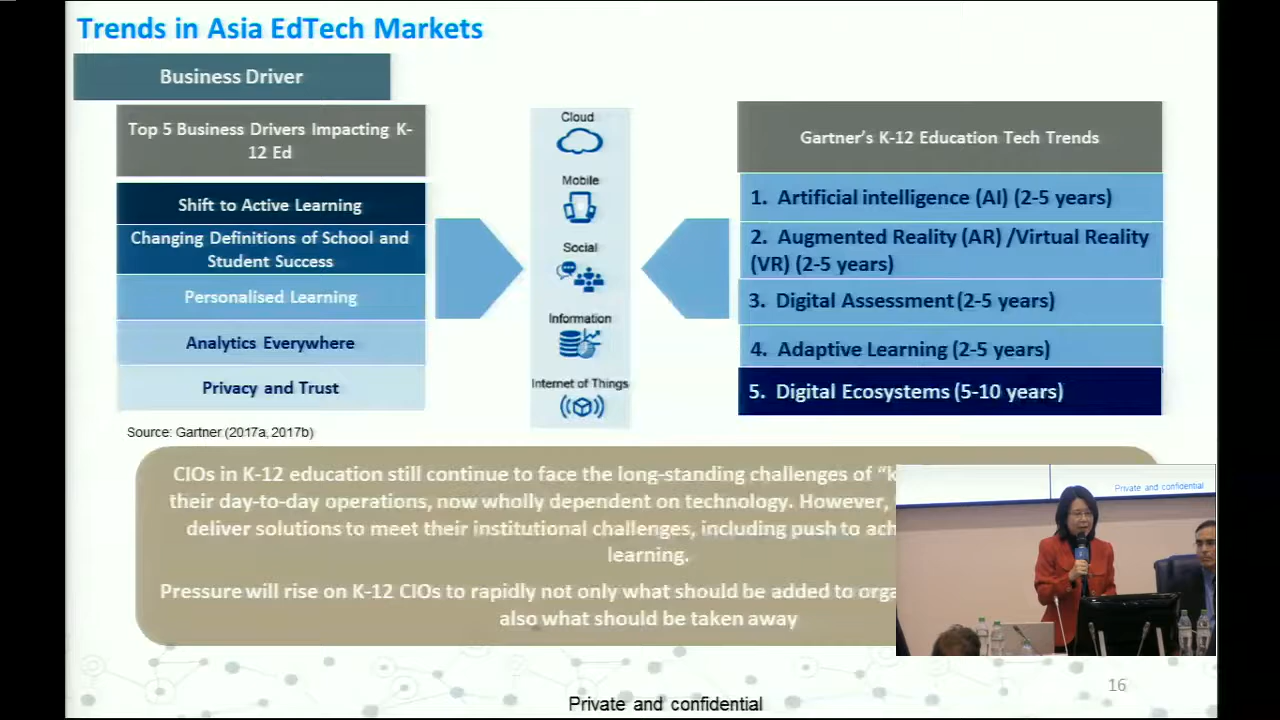 Trends in Asia EdTech Markets
Business Driver
Top 5 Business Drivers Impacting K-
12 Ed
Shift to Active Learning
Changing Definitions of School and
Student Success
Personalised Learning
Analytics Everywhere
Privacy and Trust
Source: Gartner (2017a, 2017b)
Cloud
Mobile
Social
Information
Internet of Things
Gartner's K-12 Education Tech Trends
1. Artificial intelligence (AI) (2-5 years)
2. Augmented Reality (AR) /Virtual Reality
(VR) (2-5 years)
3. Digital Assessment (2-5 years)
4. Adaptive Learning (2-5 years)
5. Digital Ecosystems (5-10 years)
CIOs in K-12 education still continue to face the long-standing challenges of
their day-to-day operations, now wholly dependent on technology. However,
deliver solutions to meet their institutional challenges, including push to
learning.
Pressure will rise on K-12 CIOs to rapidly not only what should be added to
also what should be taken away
Private and confidential
16
Private and confidential